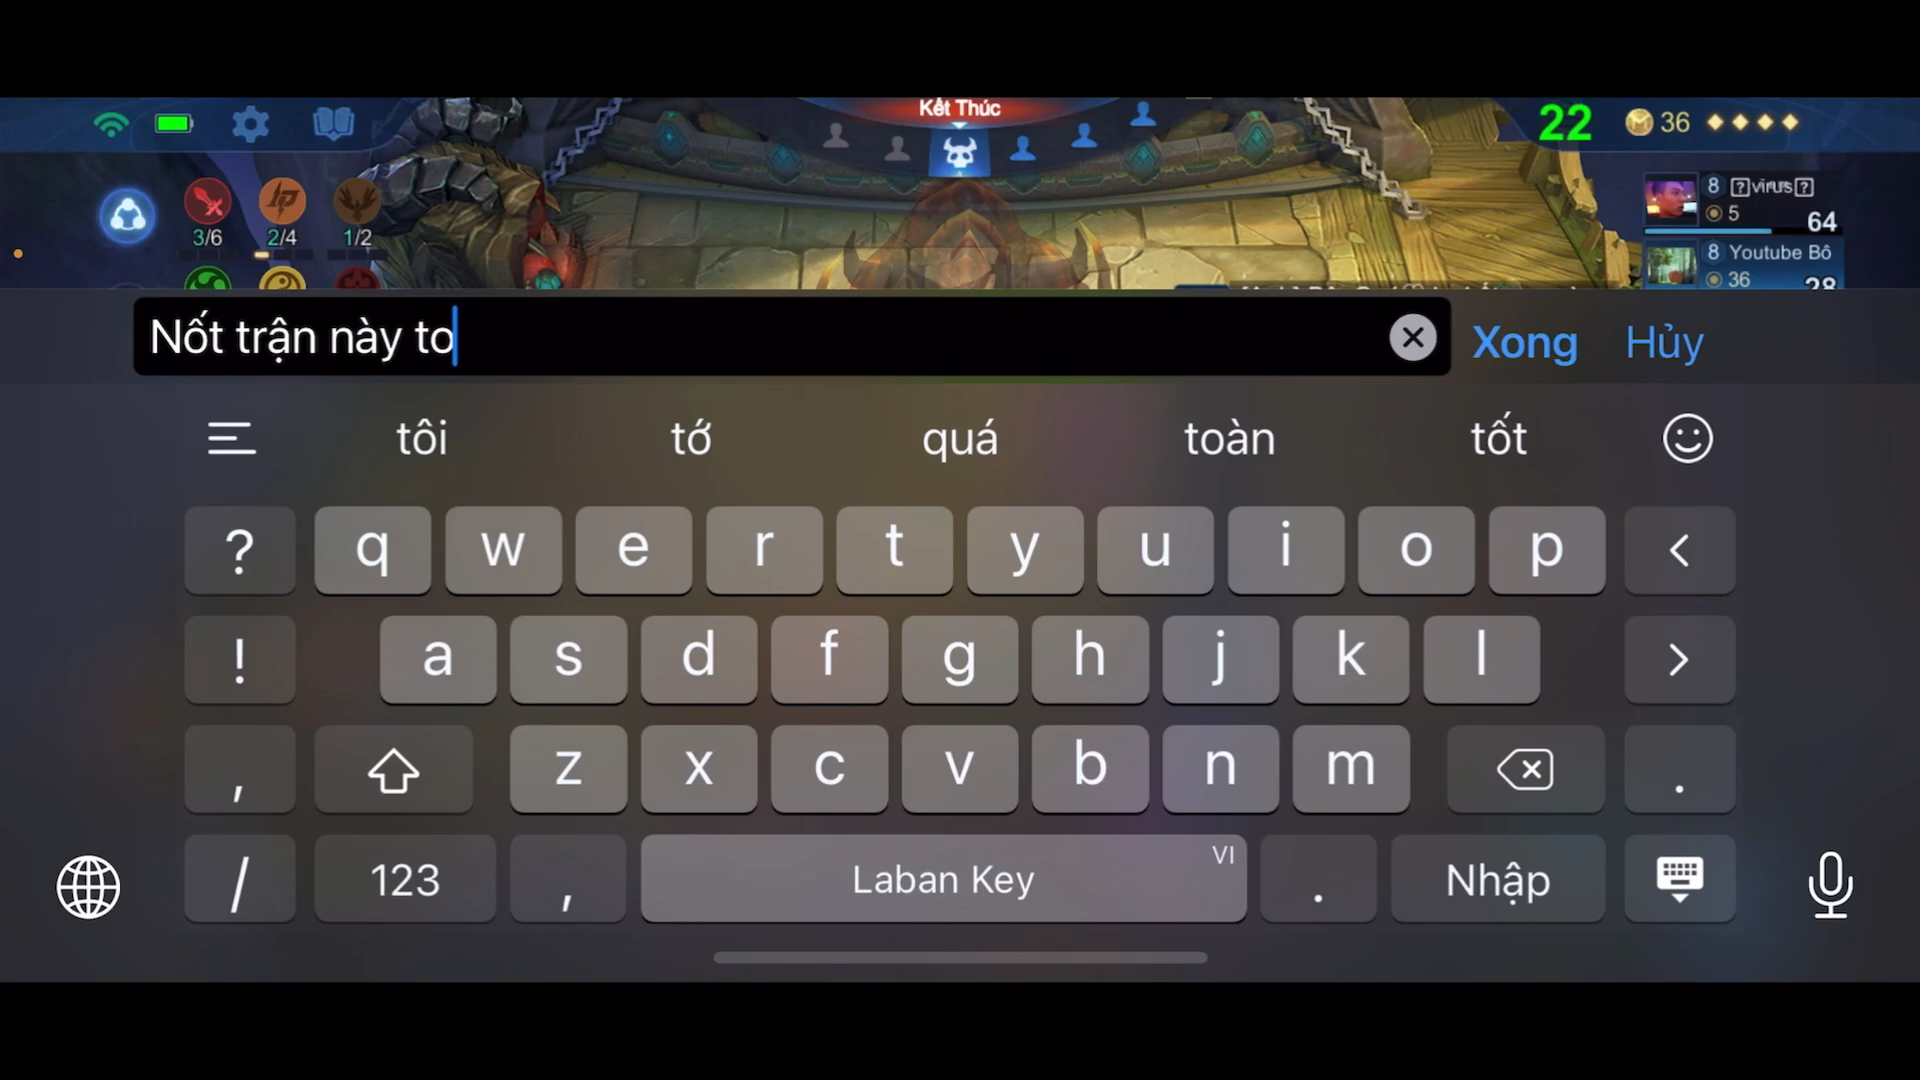 Kết Thúc
22
36
3/6
2/4
1/2
8 virus
5
64
8 Youtube Bô
36
28
Nốt trận này to
Xong
Hủy
tôi
tớ
quá
toàn
tốt
? q w e r t y u i o p <
! a s d f g h j k l >
, z x c v b n m .
/ 123 , Laban Key VI . Nhập